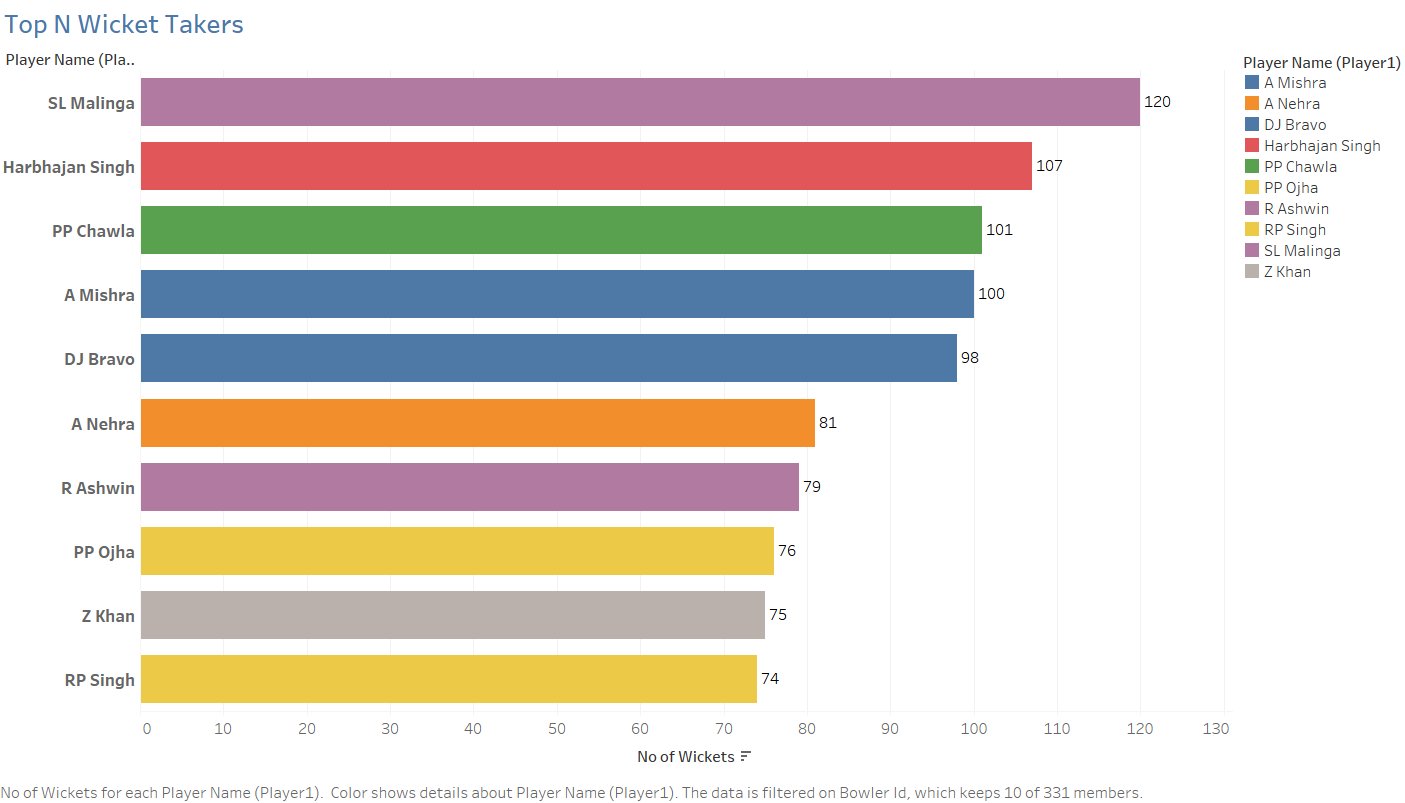 Top N Wicket Takers
Player Name (Pla..
SL Malinga 120
Harbhajan Singh 107
PP Chawla 101
A Mishra 100
DJ Bravo 98
A Nehra 81
R Ashwin 79
PP Ojha 76
Z Khan 75
RP Singh 74
0 10 20 30 40 50 60 70 80 90 100 110 120 130
No of Wickets
Player Name (Player1)
A Mishra
A Nehra
DJ Bravo
Harbhajan Singh
PP Chawla
PP Ojha
R Ashwin
RP Singh
SL Malinga
Z Khan
No of Wickets for each Player Name (Player1).  Color shows details about Player Name (Player1). The data is filtered on Bowler Id, which keeps 10 of 331 members.